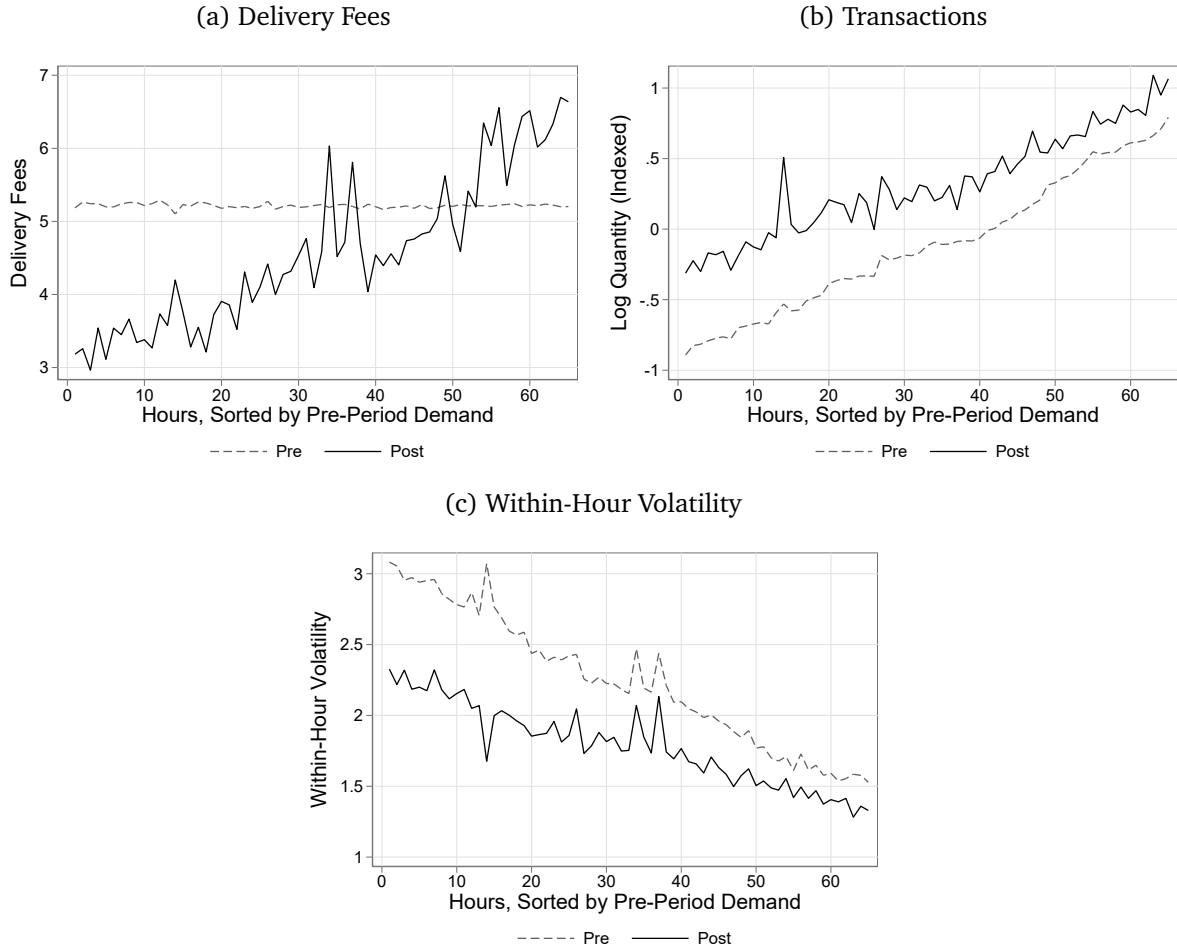 (a) Delivery Fees
7
6
5
4
3
Delivery Fees
0 10 20 30 40 50 60
Hours, Sorted by Pre-Period Demand
Pre Post
(b) Transactions
1
.5
0
-.5
-1
Log Quantity (Indexed)
0 10 20 30 40 50 60
Hours, Sorted by Pre-Period Demand
Pre Post
(c) Within-Hour Volatility
3
2.5
2
1.5
1
Within-Hour Volatility
0 10 20 30 40 50 60
Hours, Sorted by Pre-Period Demand
Pre Post